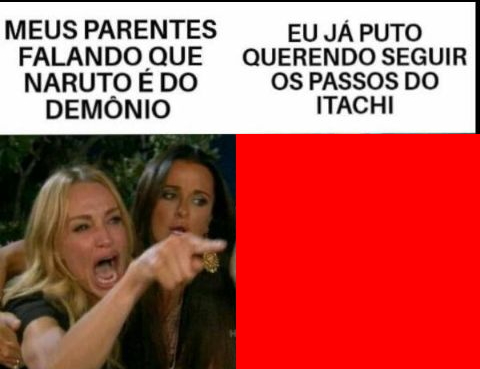 MEUS PARENTES
FALANDO QUE
NARUTO É DO
DEMÔNIO
EU JÁ PUTO
QUERENDO SEGUIR
OS PASSOS DO
ITACHI